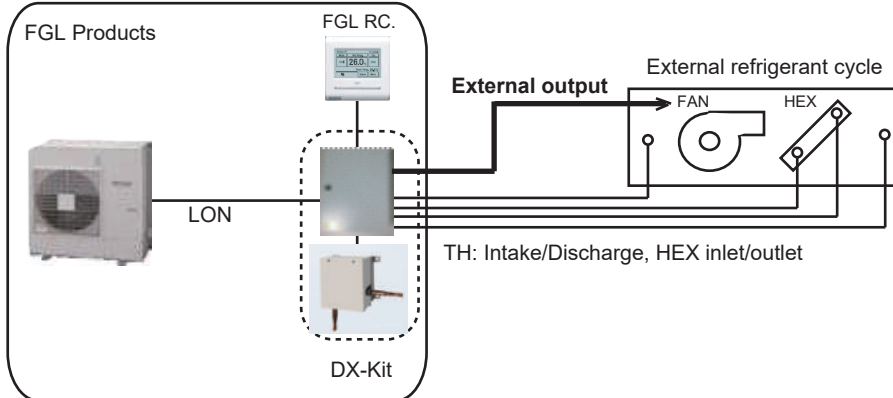 FGL Products
FGL RC.
26.0
External output
External refrigerant cycle
FAN
HEX
LON
TH: Intake/Discharge, HEX inlet/outlet
DX-Kit